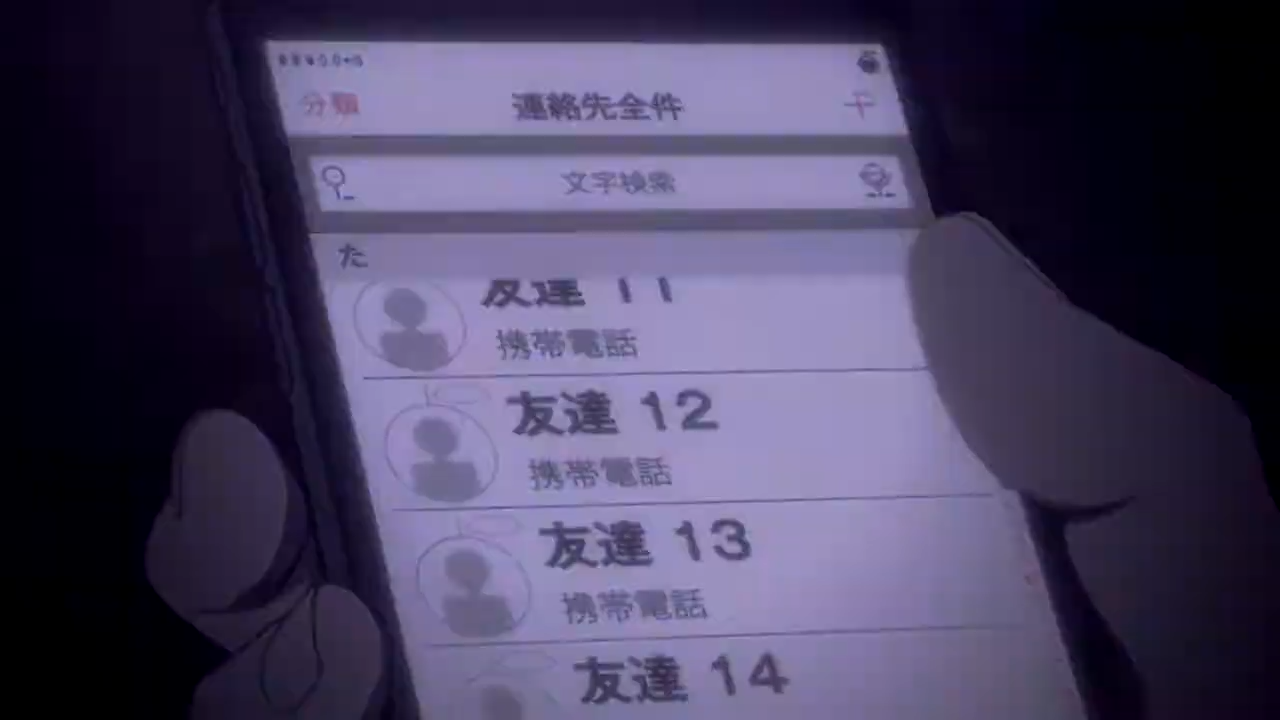 分類 連絡先全件
文字検索
た
友達 11
携帯電話
友達 12
携帯電話
友達 13
携帯電話
友達 14